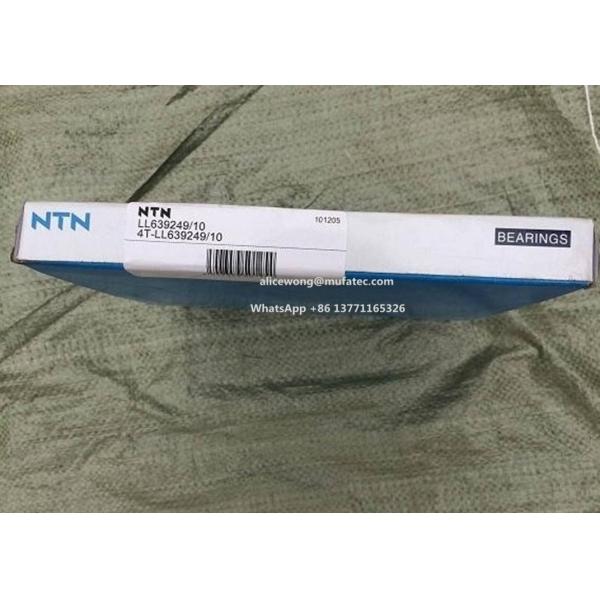 NTN
NTN
LL639249/10
4T-LL639249/10
101205
BEARINGS
alicewong@mufatec.com
WhatsApp +86 13771165326